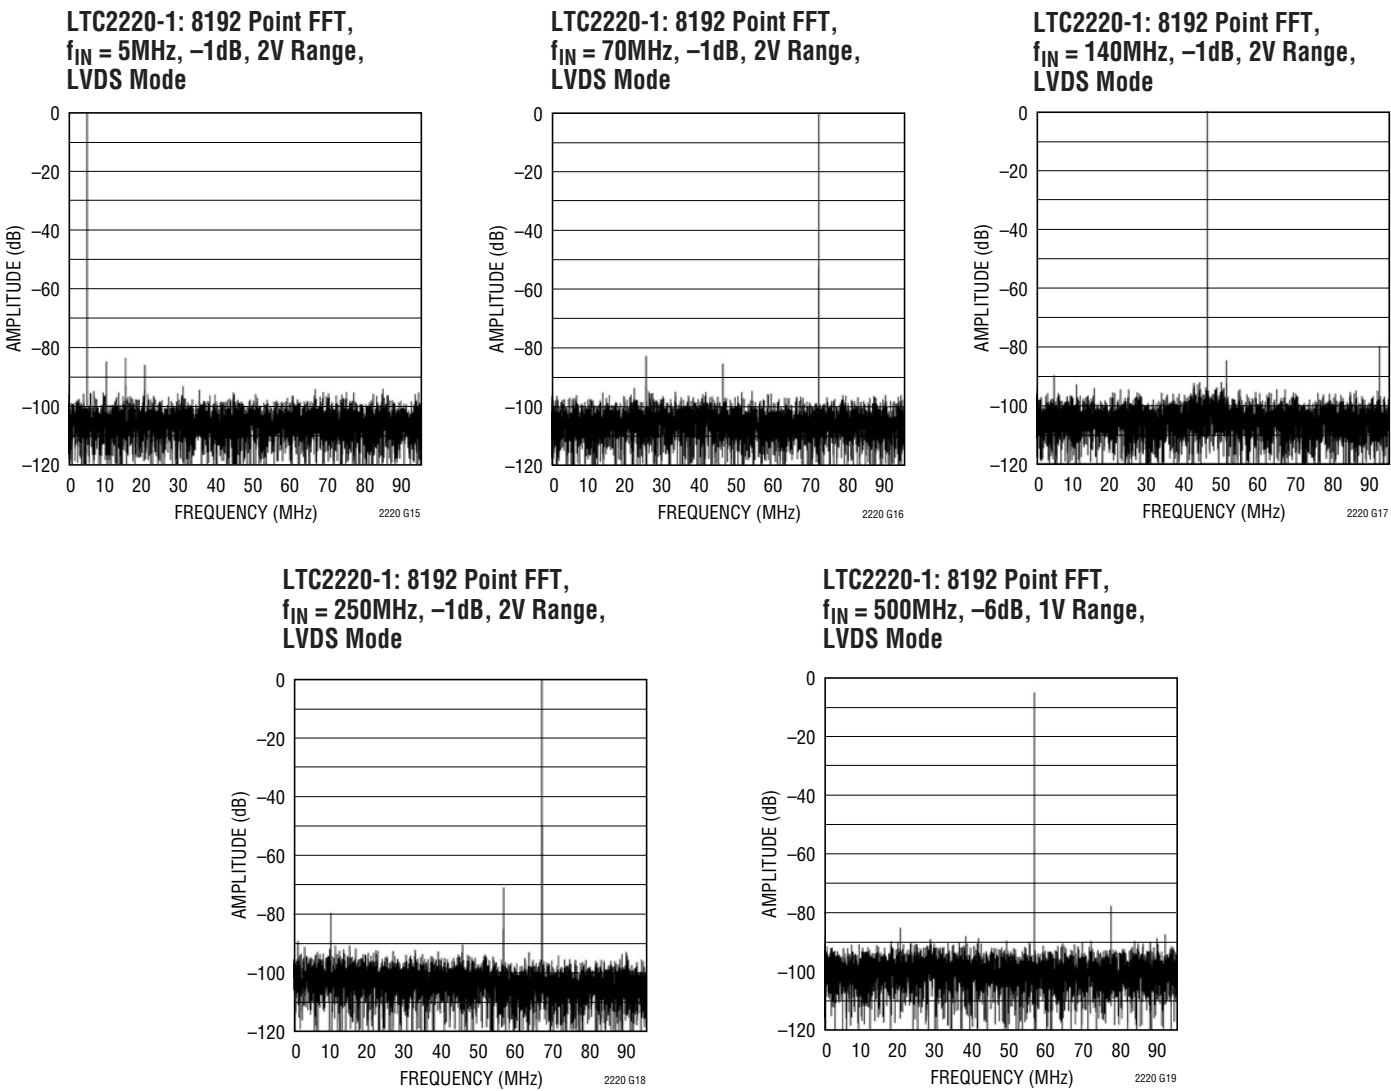 LTC2220-1: 8192 Point FFT,
fIN = 5MHz, –1dB, 2V Range,
LVDS Mode
0
–20
–40
–60
–80
–100
–120
AMPLITUDE (dB)
0 10 20 30 40 50 60 70 80 90
FREQUENCY (MHz)
2220 G15
LTC2220-1: 8192 Point FFT,
fIN = 70MHz, –1dB, 2V Range,
LVDS Mode
0
–20
–40
–60
–80
–100
–120
AMPLITUDE (dB)
0 10 20 30 40 50 60 70 80 90
FREQUENCY (MHz)
2220 G16
LTC2220-1: 8192 Point FFT,
fIN = 140MHz, –1dB, 2V Range,
LVDS Mode
0
–20
–40
–60
–80
–100
–120
AMPLITUDE (dB)
0 10 20 30 40 50 60 70 80 90
FREQUENCY (MHz)
2220 G17
LTC2220-1: 8192 Point FFT,
fIN = 250MHz, –1dB, 2V Range,
LVDS Mode
0
–20
–40
–60
–80
–100
–120
AMPLITUDE (dB)
0 10 20 30 40 50 60 70 80 90
FREQUENCY (MHz)
2220 G18
LTC2220-1: 8192 Point FFT,
fIN = 500MHz, –6dB, 1V Range,
LVDS Mode
0
–20
–40
–60
–80
–100
–120
AMPLITUDE (dB)
0 10 20 30 40 50 60 70 80 90
FREQUENCY (MHz)
2220 G19